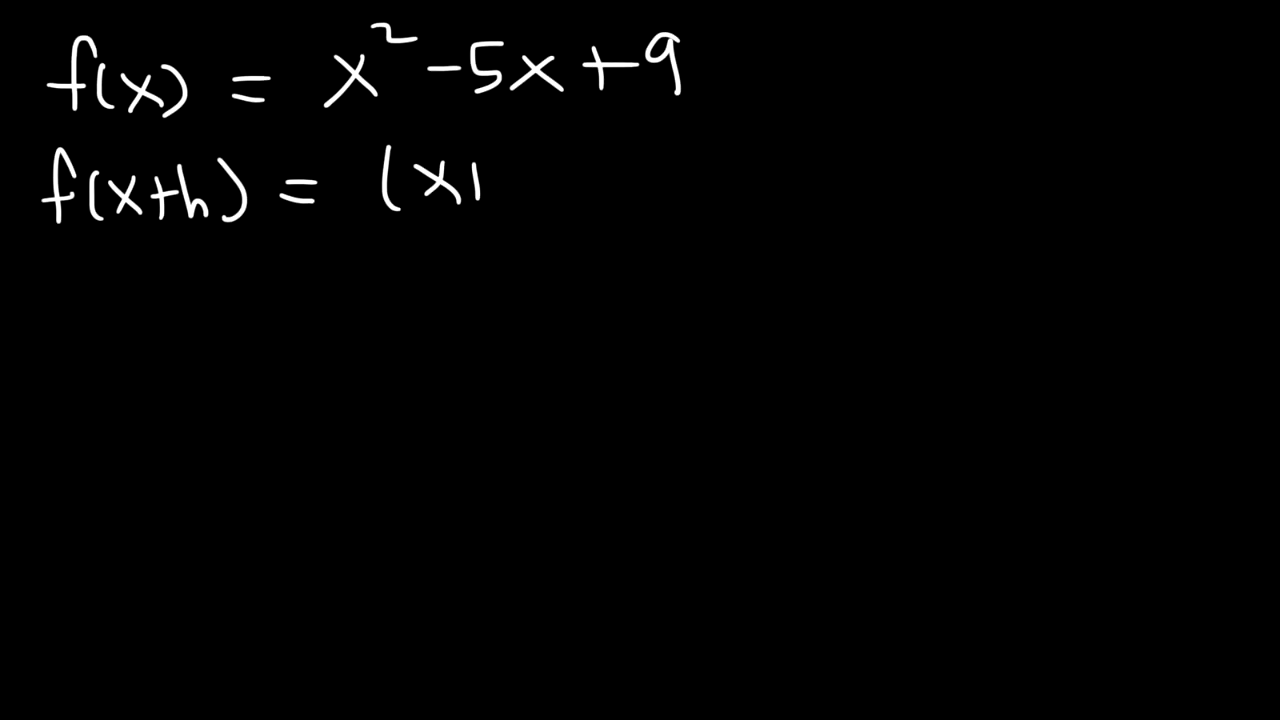 f(x) = x² -5x +9
f(x+h) = (x